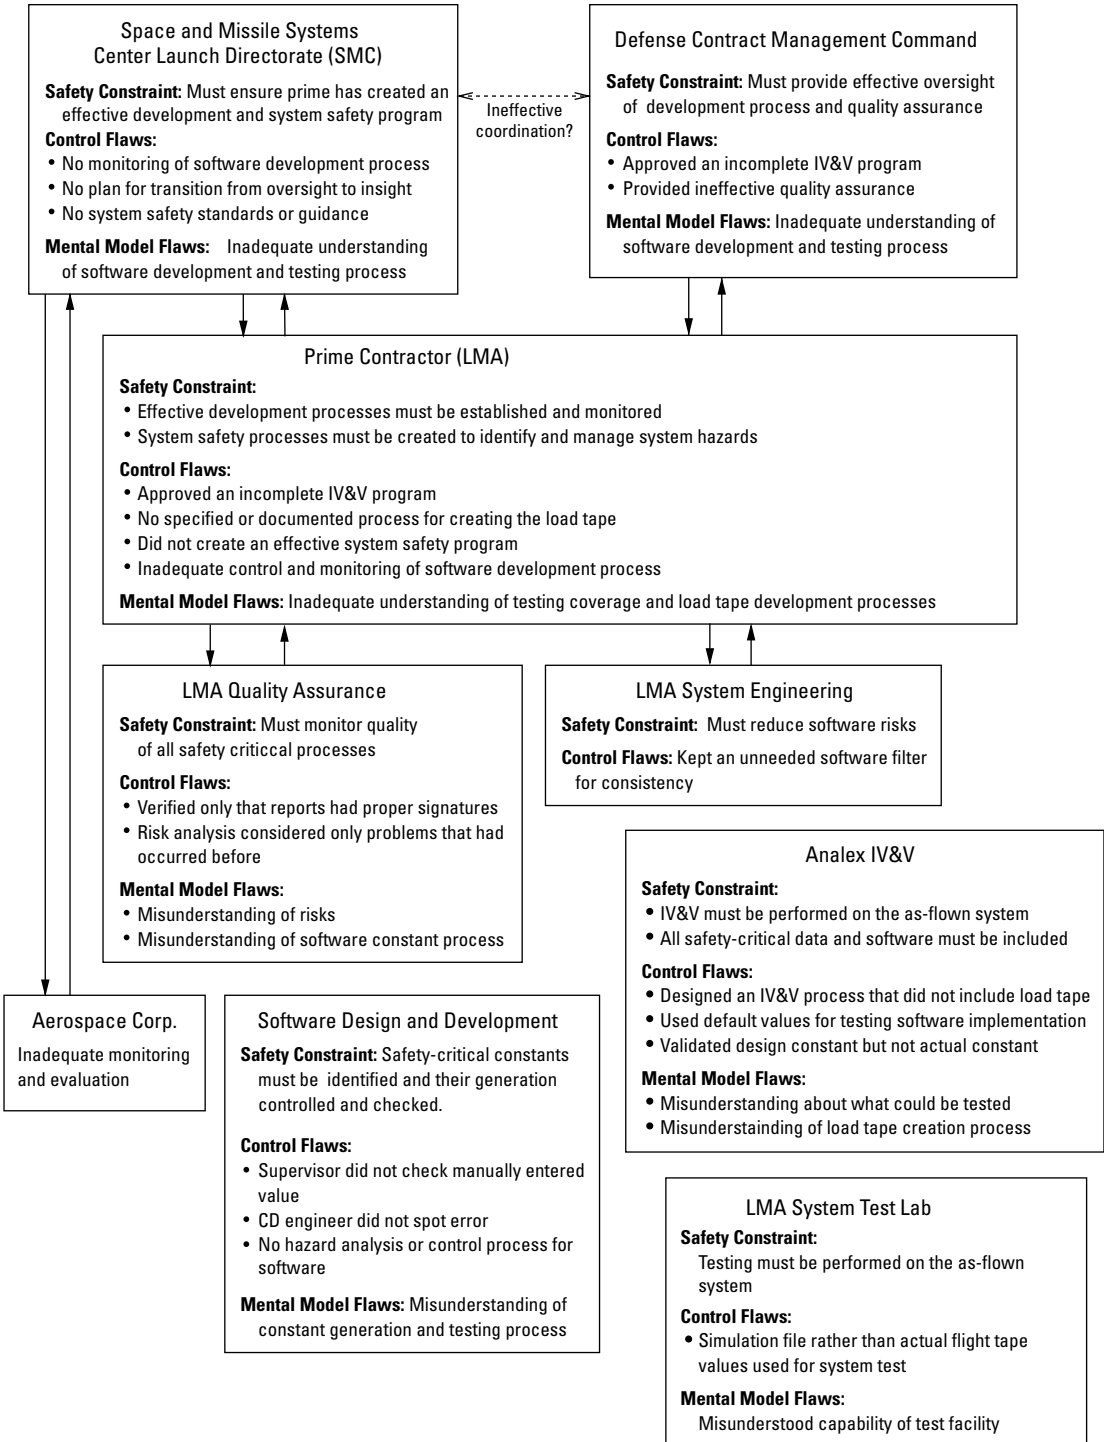 Space and Missile Systems
Center Launch Directorate (SMC)
Safety Constraint: Must ensure prime has created an
effective development and system safety program
Control Flaws:
• No monitoring of software development process
• No plan for transition from oversight to insight
• No system safety standards or guidance
Mental Model Flaws: Inadequate understanding
of software development and testing process
Ineffective
coordination?
Defense Contract Management Command
Safety Constraint: Must provide effective oversight
of development process and quality assurance
Control Flaws:
• Approved an incomplete IV&V program
• Provided ineffective quality assurance
Mental Model Flaws: Inadequate understanding of
software development and testing process
Prime Contractor (LMA)
Safety Constraint:
• Effective development processes must be established and monitored
• System safety processes must be created to identify and manage system hazards
Control Flaws:
• Approved an incomplete IV&V program
• No specified or documented process for creating the load tape
• Did not create an effective system safety program
• Inadequate control and monitoring of software development process
Mental Model Flaws: Inadequate understanding of testing coverage and load tape development processes
LMA Quality Assurance
Safety Constraint: Must monitor quality
of all safety criticcal processes
Control Flaws:
• Verified only that reports had proper signatures
• Risk analysis considered only problems that had
occurred before
Mental Model Flaws:
• Misunderstanding of risks
• Misunderstanding of software constant process
LMA System Engineering
Safety Constraint: Must reduce software risks
Control Flaws: Kept an unneeded software filter
for consistency
Analex IV&V
Safety Constraint:
• IV&V must be performed on the as-flown system
• All safety-critical data and software must be included
Control Flaws:
• Designed an IV&V process that did not include load tape
• Used default values for testing software implementation
• Validated design constant but not actual constant
Mental Model Flaws:
• Misunderstanding about what could be tested
• Misunderstainding of load tape creation process
Aerospace Corp.
Inadequate monitoring
and evaluation
Software Design and Development
Safety Constraint: Safety-critical constants
must be identified and their generation
controlled and checked.
Control Flaws:
• Supervisor did not check manually entered
value
• CD engineer did not spot error
• No hazard analysis or control process for
software
Mental Model Flaws: Misunderstanding of
constant generation and testing process
LMA System Test Lab
Safety Constraint:
Testing must be performed on the as-flown
system
Control Flaws:
• Simulation file rather than actual flight tape
values used for system test
Mental Model Flaws:
Misunderstood capability of test facility